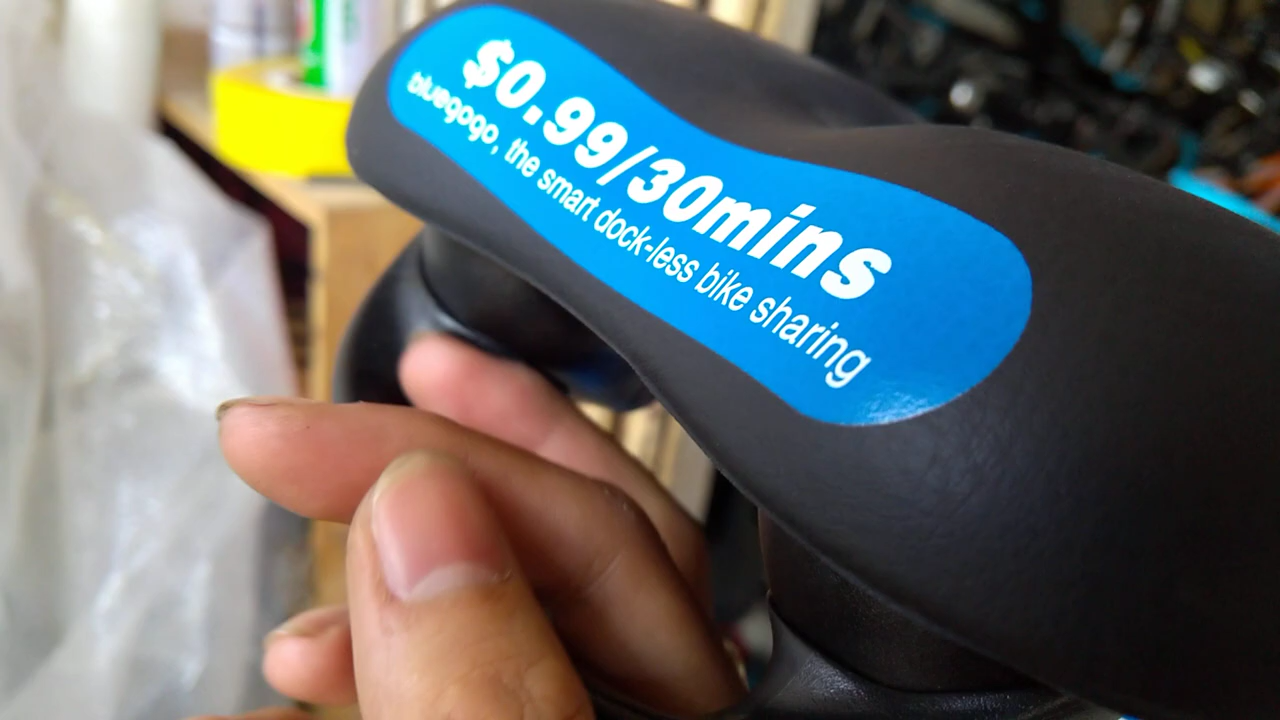 $0.99/30mins
bluegogo, the smart dock-less bike sharing